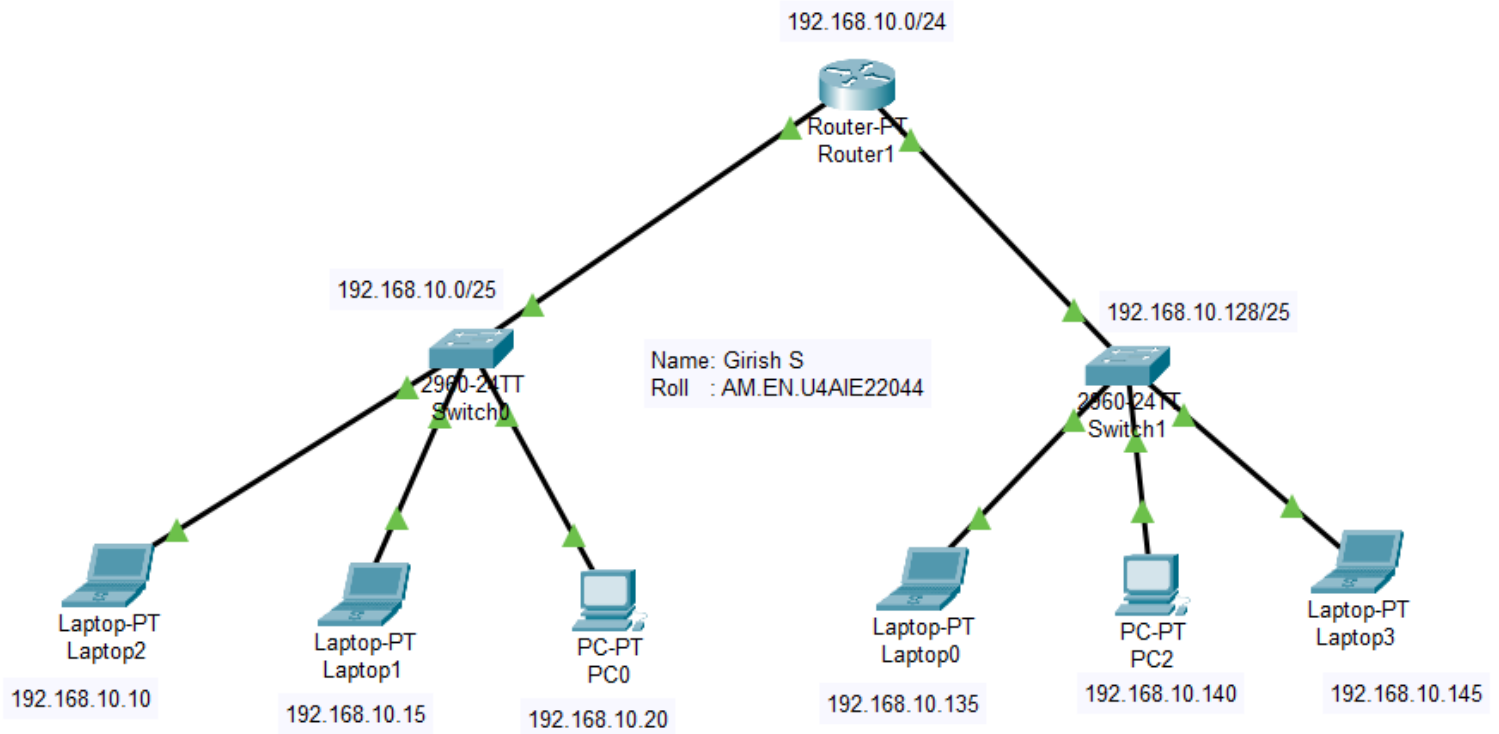 192.168.10.0/24
Router-PT
Router1
192.168.10.0/25
192.168.10.128/25
2960-24TT
Switch0
Name: Girish S
Roll : AM.EN.U4AIE22044
2960-24TT
Switch1
Laptop-PT
Laptop2
192.168.10.10
Laptop-PT
Laptop1
192.168.10.15
PC-PT
PC0
192.168.10.20
Laptop-PT
Laptop0
192.168.10.135
PC-PT
PC2
192.168.10.140
Laptop-PT
Laptop3
192.168.10.145